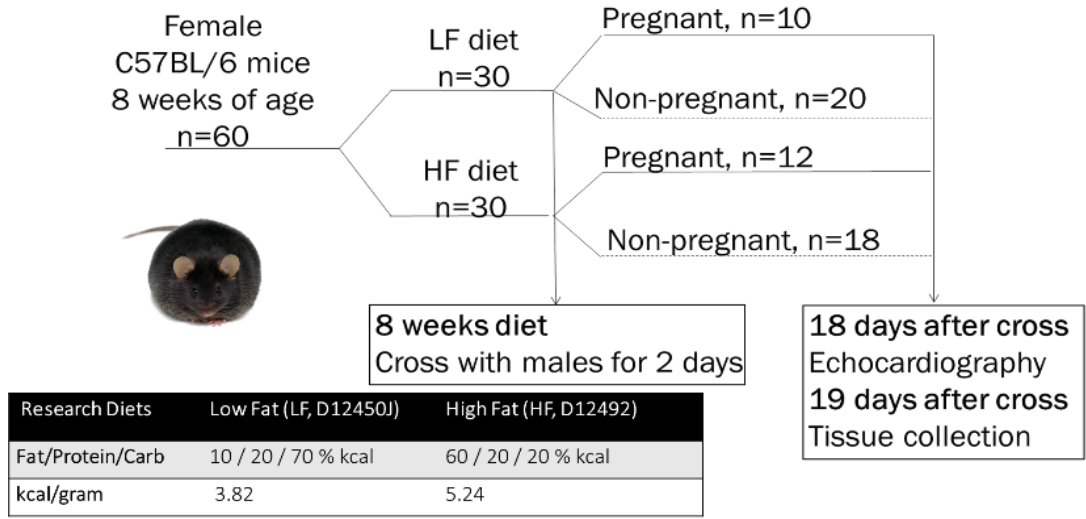 Female
C57BL/6 mice
8 weeks of age
n=60
LF diet
n=30
HF diet
n=30
Pregnant, n=10
Non-pregnant, n=20
Pregnant, n=12
Non-pregnant, n=18
8 weeks diet
Cross with males for 2 days
18 days after cross
Echocardiography
19 days after cross
Tissue collection
Research Diets Low Fat (LF, D12450J) High Fat (HF, D12492)
Fat/Protein/Carb 10 / 20 / 70 % kcal 60 / 20 / 20 % kcal
kcal/gram 3.82 5.24